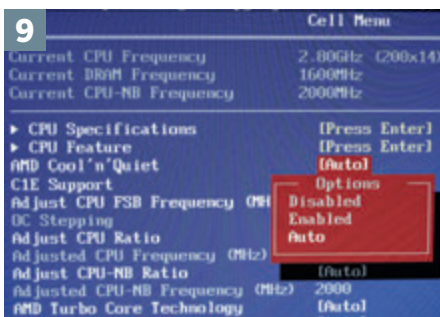 9
Cell Menu
Current CPU Frequency 2.80GHz (200x14)
Current DRAM Frequency 1600MHz
Current CPU-NB Frequency 2000MHz
▶ CPU Specifications [Press Enter]
▶ CPU Feature [Press Enter]
AMD Cool'n'Quiet [Auto]
C1E Support
Options
Adjust CPU FSB Frequency (MH
Disabled
OC Stepping
Enabled
Adjust CPU Ratio
Auto
Adjusted CPU Frequency (MHz)
Adjust CPU-NB Ratio [Auto]
Adjusted CPU-NB Frequency (MHz) 2000
AMD Turbo Core Technology [Auto]